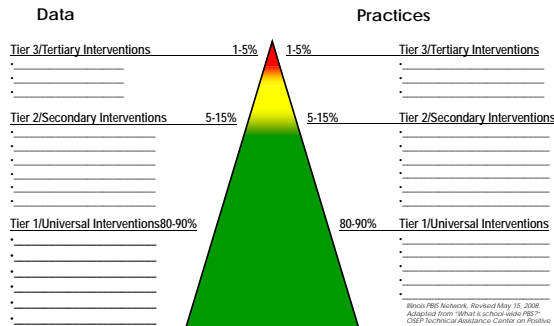 Data
Practices
Tier 3/Tertiary Interventions 1-5%
1-5% Tier 3/Tertiary Interventions
Tier 2/Secondary Interventions 5-15%
5-15% Tier 2/Secondary Interventions
Tier 1/Universal Interventions80-90%
80-90% Tier 1/Universal Interventions
Illinois PBIS Network, Revised May 15, 2008.
Adapted from "What is school-wide PBS?"
OSEP Technical Assistance Center on Positive